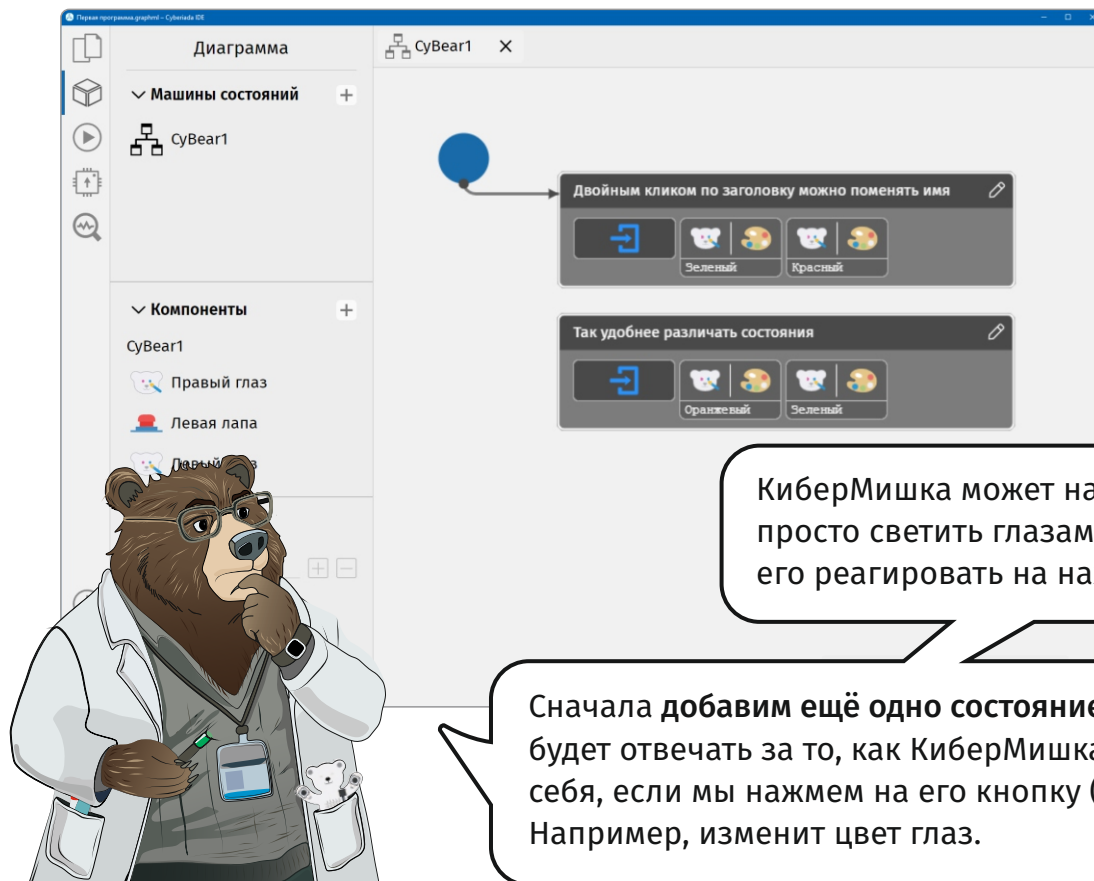 Первая программа.graphml – Cyberiada IDE
Диаграмма
CyBear1
Машины состояний
CyBear1
Двойным кликом по заголовку можно поменять имя
Зеленый
Красный
Компоненты
Так удобнее различать состояния
CyBear1
Правый глаз
Оранжевый
Зеленый
Левая лапа
Левый
КиберМишка может на
просто светить глазам
его реагировать на на
Сначала добавим ещё одно состояние
будет отвечать за то, как КиберМишка
себя, если мы нажмем на его кнопку (
Например, изменит цвет глаз.